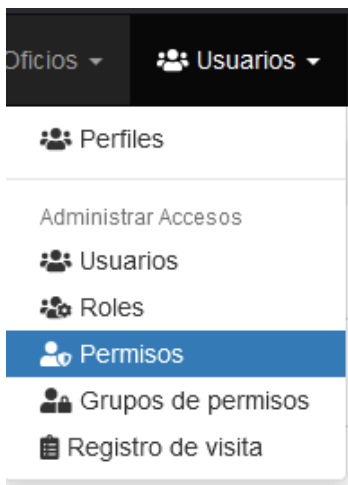 Oficios Usuarios
Perfiles
Administrar Accesos
Usuarios
Roles
Permisos
Grupos de permisos
Registro de visita